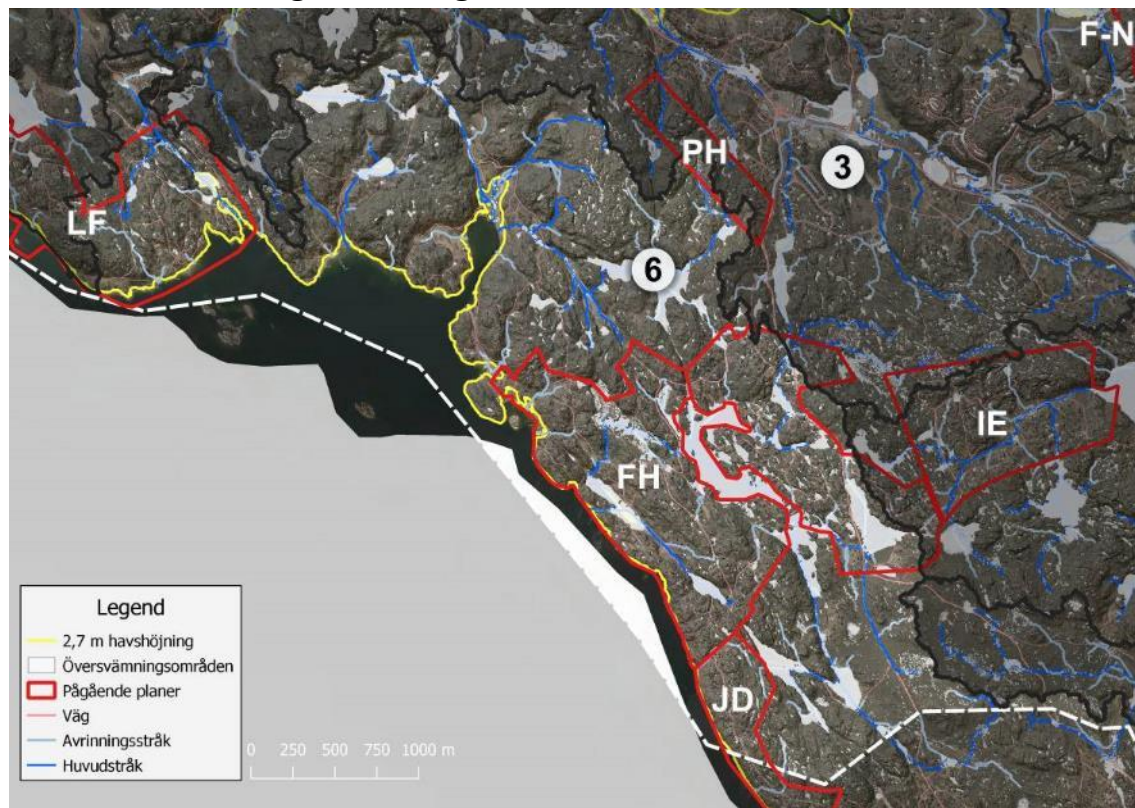 F-N
PH
3
LF
6
IE
FH
JD
Legend
2,7 m havshöjning
Översvämningsområden
Pågående planer
Väg
Avrinningsstråk
Huvudstråk
0 250 500 750 1000 m